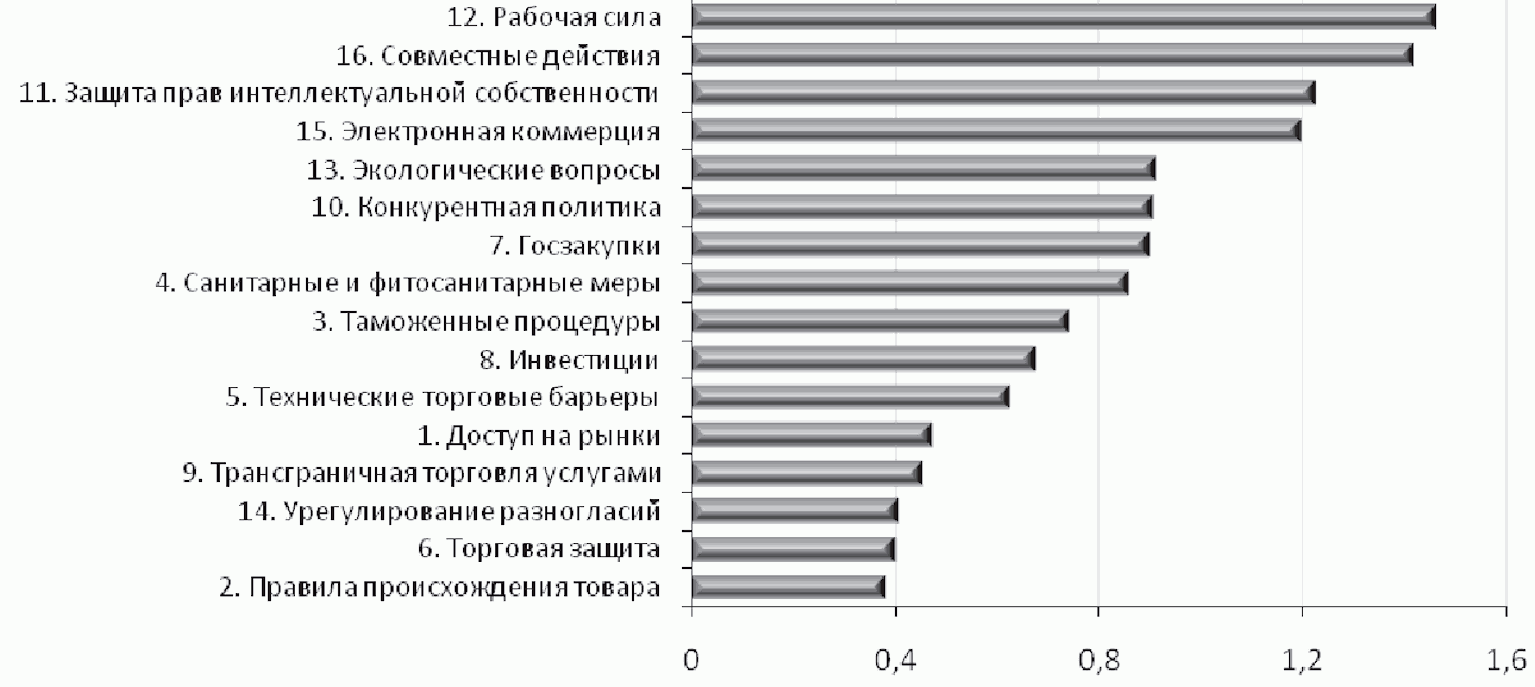 12. Рабочая сила
16. Совместные действия
11. Защита прав интеллектуальной собственности
15. Электронная коммерция
13. Экологические вопросы
10. Конкурентная политика
7. Госзакупки
4. Санитарные и фитосанитарные меры
3. Таможенные процедуры
8. Инвестиции
5. Технические торговые барьеры
1. Доступ на рынки
9. Трансграничная торговля услугами
14. Урегулирование разногласий
6. Торговая защита
2. Правила происхождения товара
0 0,4 0,8 1,2 1,6